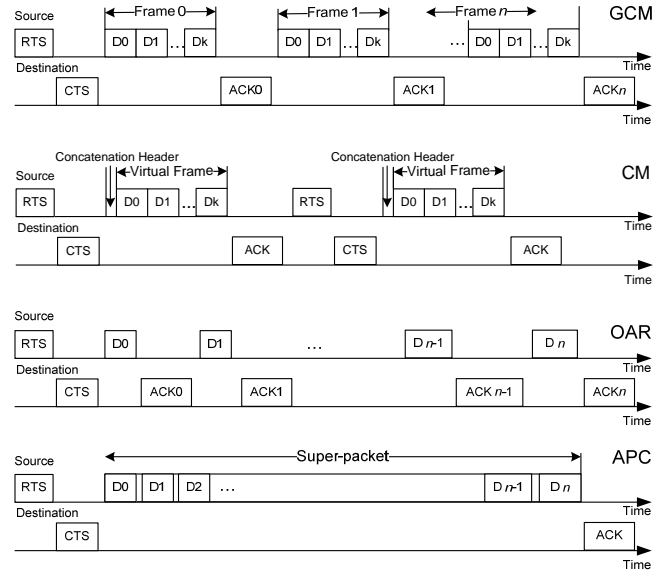 Source Frame 0 Frame 1 Frame n GCM
RTS D0 D1 ... Dk D0 D1 ... Dk ... D0 D1 ... Dk
Time
Destination
CTS ACK0 ACK1 ACKn
Time
Concatenation Header Concatenation Header
Source Virtual Frame Virtual Frame CM
RTS D0 D1 ... Dk RTS D0 D1 ... Dk
Time
Destination
CTS ACK CTS ACK
Time
Source OAR
RTS D0 D1 ... D n-1 D n
Time
Destination
CTS ACK0 ACK1 ACK n-1 ACKn
Time
Source Super-packet APC
RTS D0 D1 D2 ... D n-1 D n
Time
Destination
CTS ACK
Time